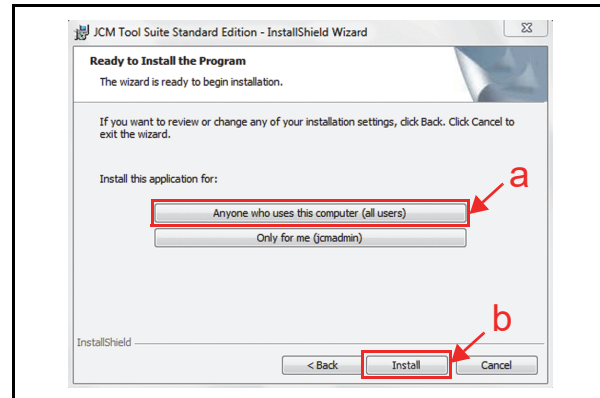 JCM Tool Suite Standard Edition - InstallShield Wizard
Ready to Install the Program
The wizard is ready to begin installation.
If you want to review or change any of your installation settings, click Back. Click Cancel to
exit the wizard.
Install this application for:
a
Anyone who uses this computer (all users)
Only for me (jcmadmin)
b
InstallShield
< Back Install Cancel